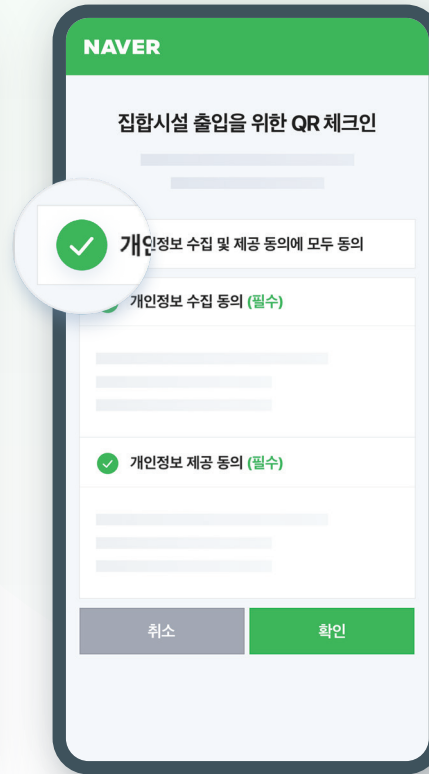 NAVER
집합시설 출입을 위한 QR 체크인
개인정보 수집 및 제공 동의에 모두 동의
개인정보 수집 동의 (필수)
개인정보 제공 동의 (필수)
취소 확인